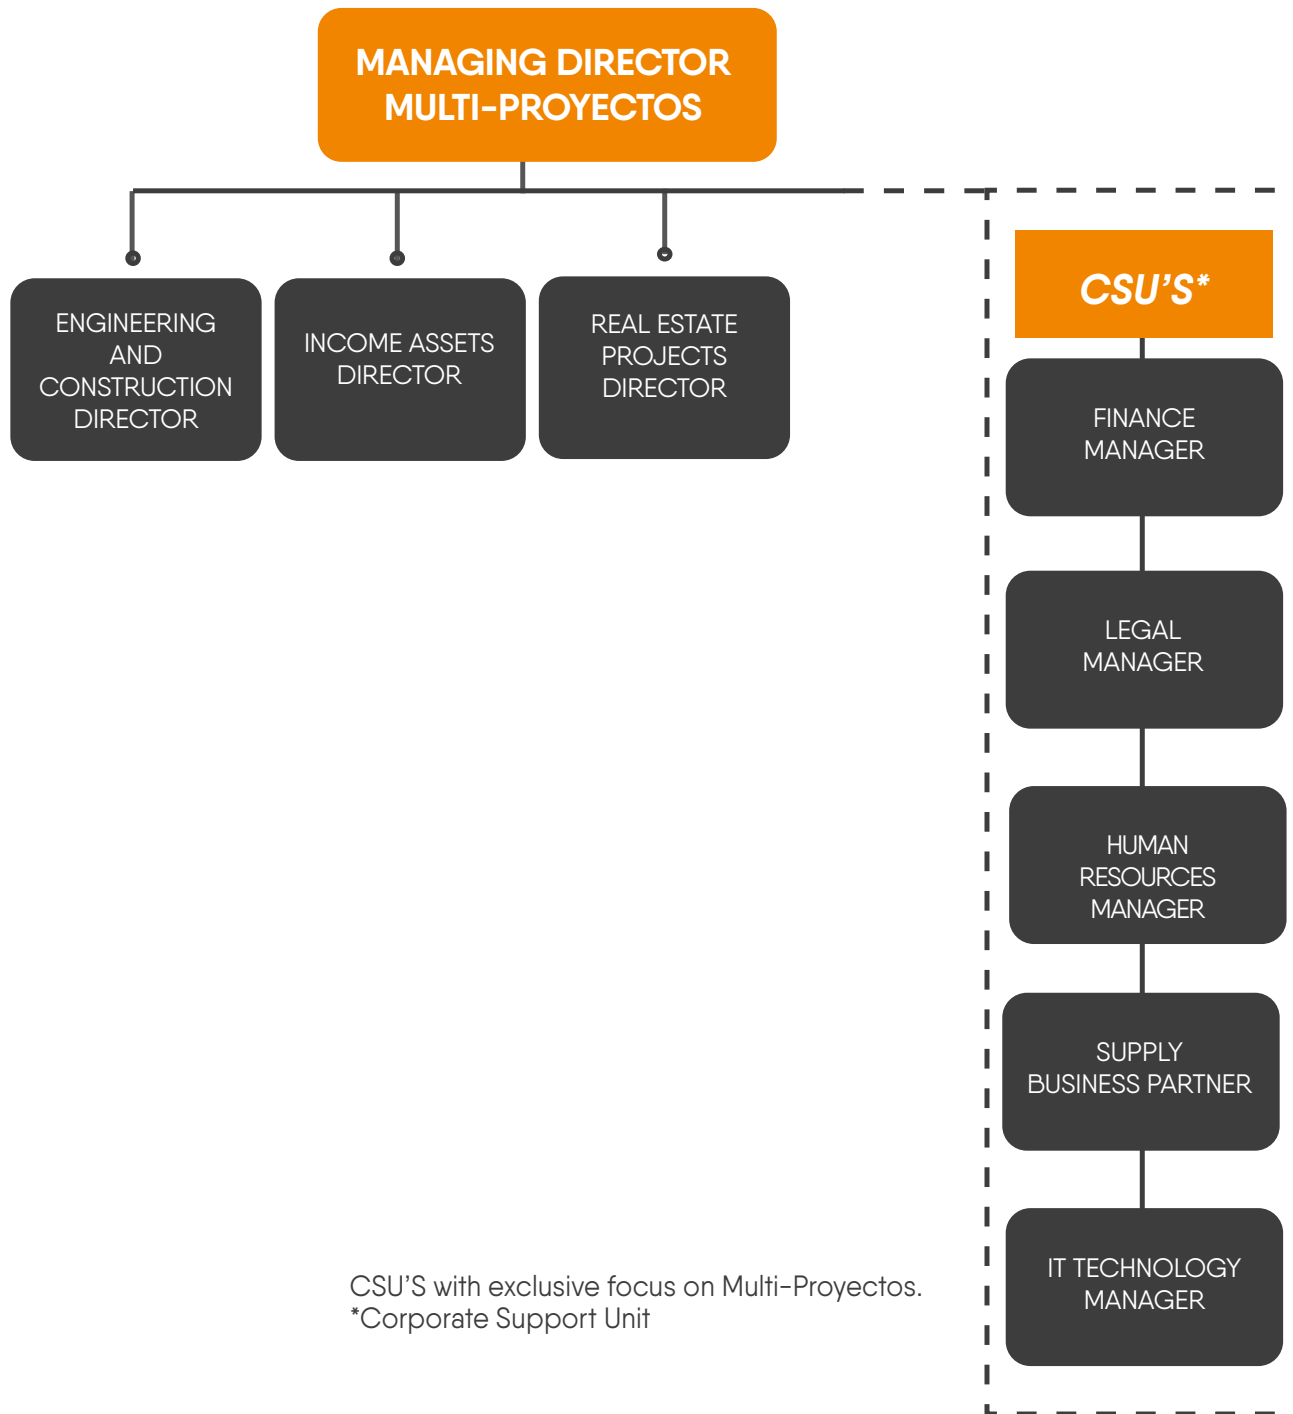 MANAGING DIRECTOR
MULTI-PROYECTOS
ENGINEERING
AND
CONSTRUCTION
DIRECTOR
INCOME ASSETS
DIRECTOR
REAL ESTATE
PROJECTS
DIRECTOR
CSU'S*
FINANCE
MANAGER
LEGAL
MANAGER
HUMAN
RESOURCES
MANAGER
SUPPLY
BUSINESS PARTNER
IT TECHNOLOGY
MANAGER
CSU'S with exclusive focus on Multi-Proyectos.
*Corporate Support Unit